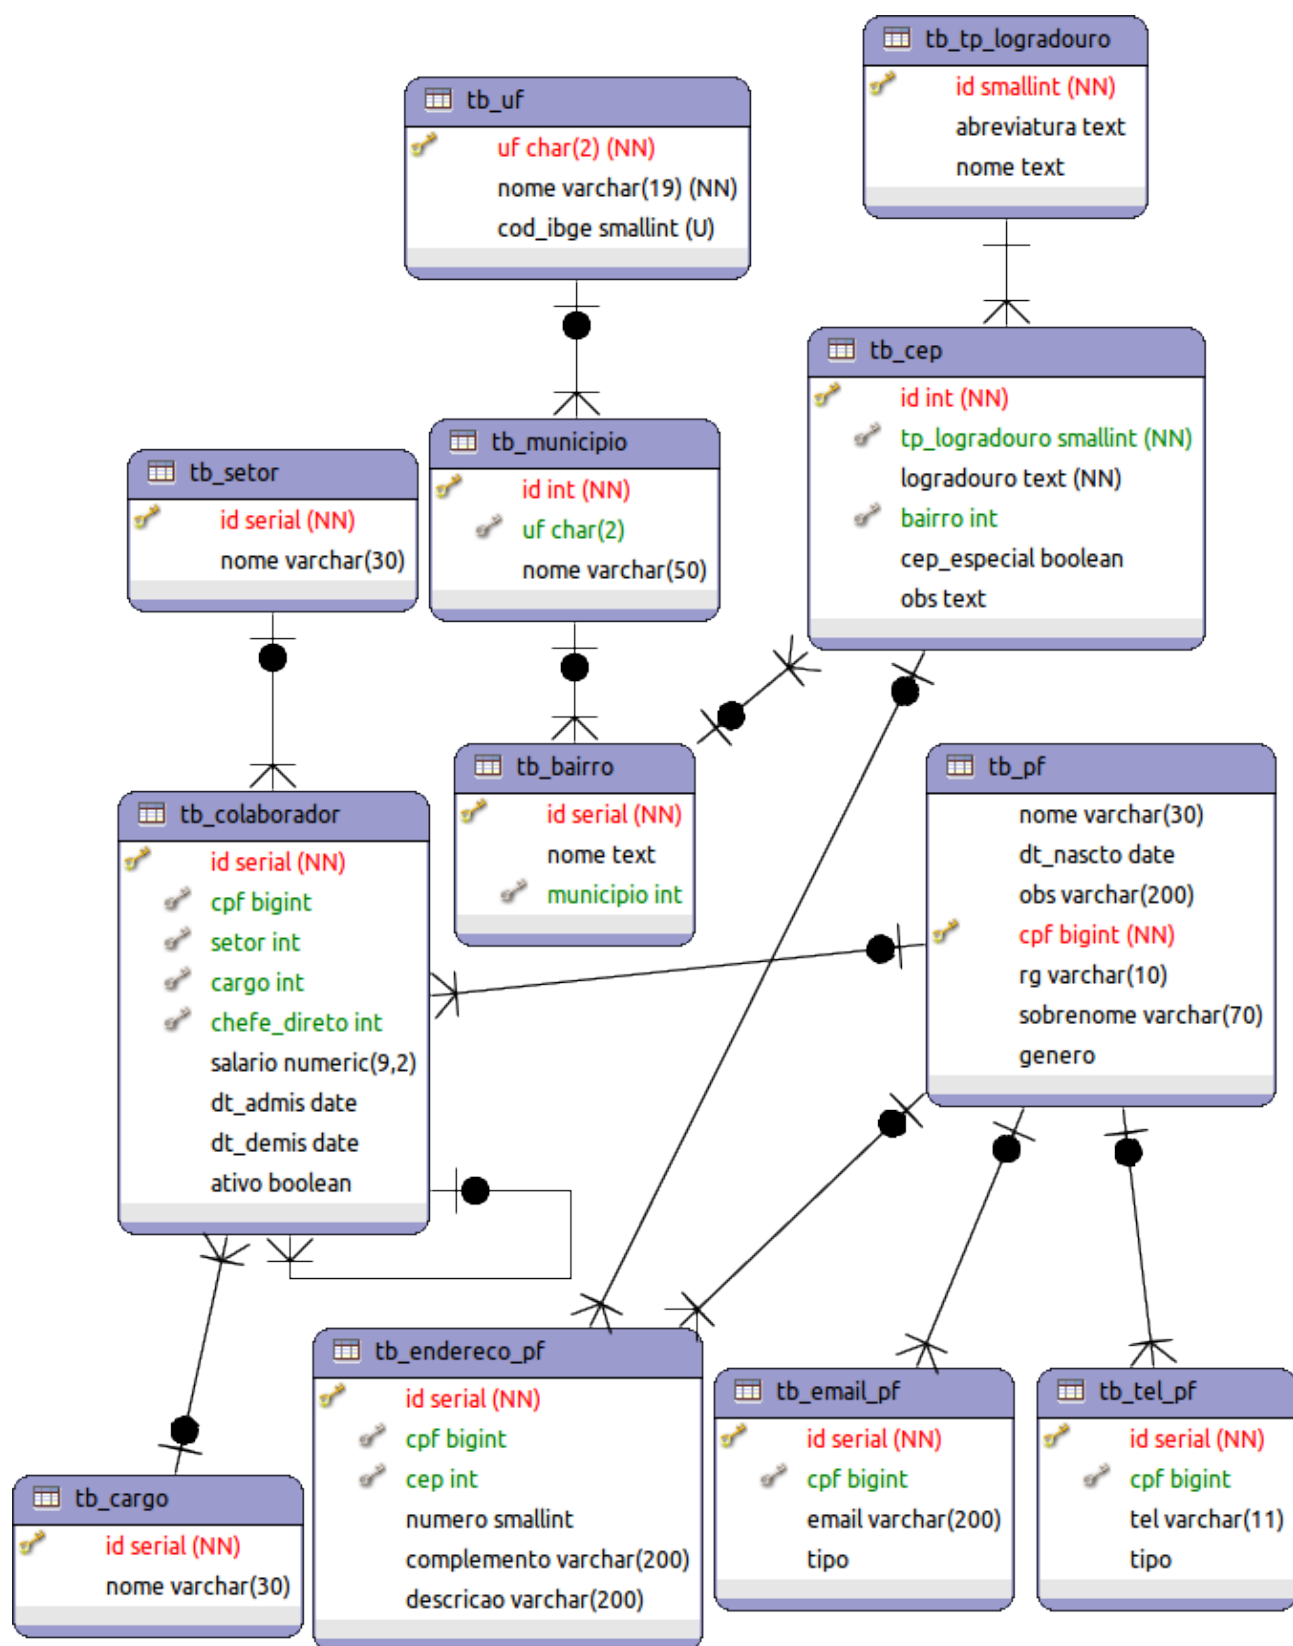 tb_tp_logradouro
id smallint (NN)
abreviatura text
nome text
tb_uf
uf char(2) (NN)
nome varchar(19) (NN)
cod_ibge smallint (U)
tb_cep
id int (NN)
tp_logradouro smallint (NN)
logradouro text (NN)
bairro int
cep_especial boolean
obs text
tb_municipio
id int (NN)
uf char(2)
nome varchar(50)
tb_setor
id serial (NN)
nome varchar(30)
tb_bairro
id serial (NN)
nome text
municipio int
tb_pf
nome varchar(30)
dt_nascto date
obs varchar(200)
cpf bigint (NN)
rg varchar(10)
sobrenome varchar(70)
genero
tb_colaborador
id serial (NN)
cpf bigint
setor int
cargo int
chefe_direto int
salario numeric(9,2)
dt_admis date
dt_demis date
ativo boolean
tb_endereco_pf
id serial (NN)
cpf bigint
cep int
numero smallint
complemento varchar(200)
descricao varchar(200)
tb_email_pf
id serial (NN)
cpf bigint
email varchar(200)
tipo
tb_tel_pf
id serial (NN)
cpf bigint
tel varchar(11)
tipo
tb_cargo
id serial (NN)
nome varchar(30)